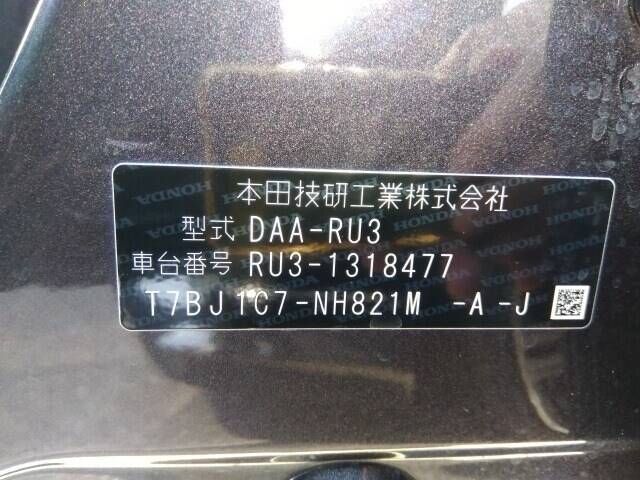 本田技研工業株式会社
型式 DAA-RU3
車台番号 RU3-1318477
T7BJ1C7-NH821M -A -J